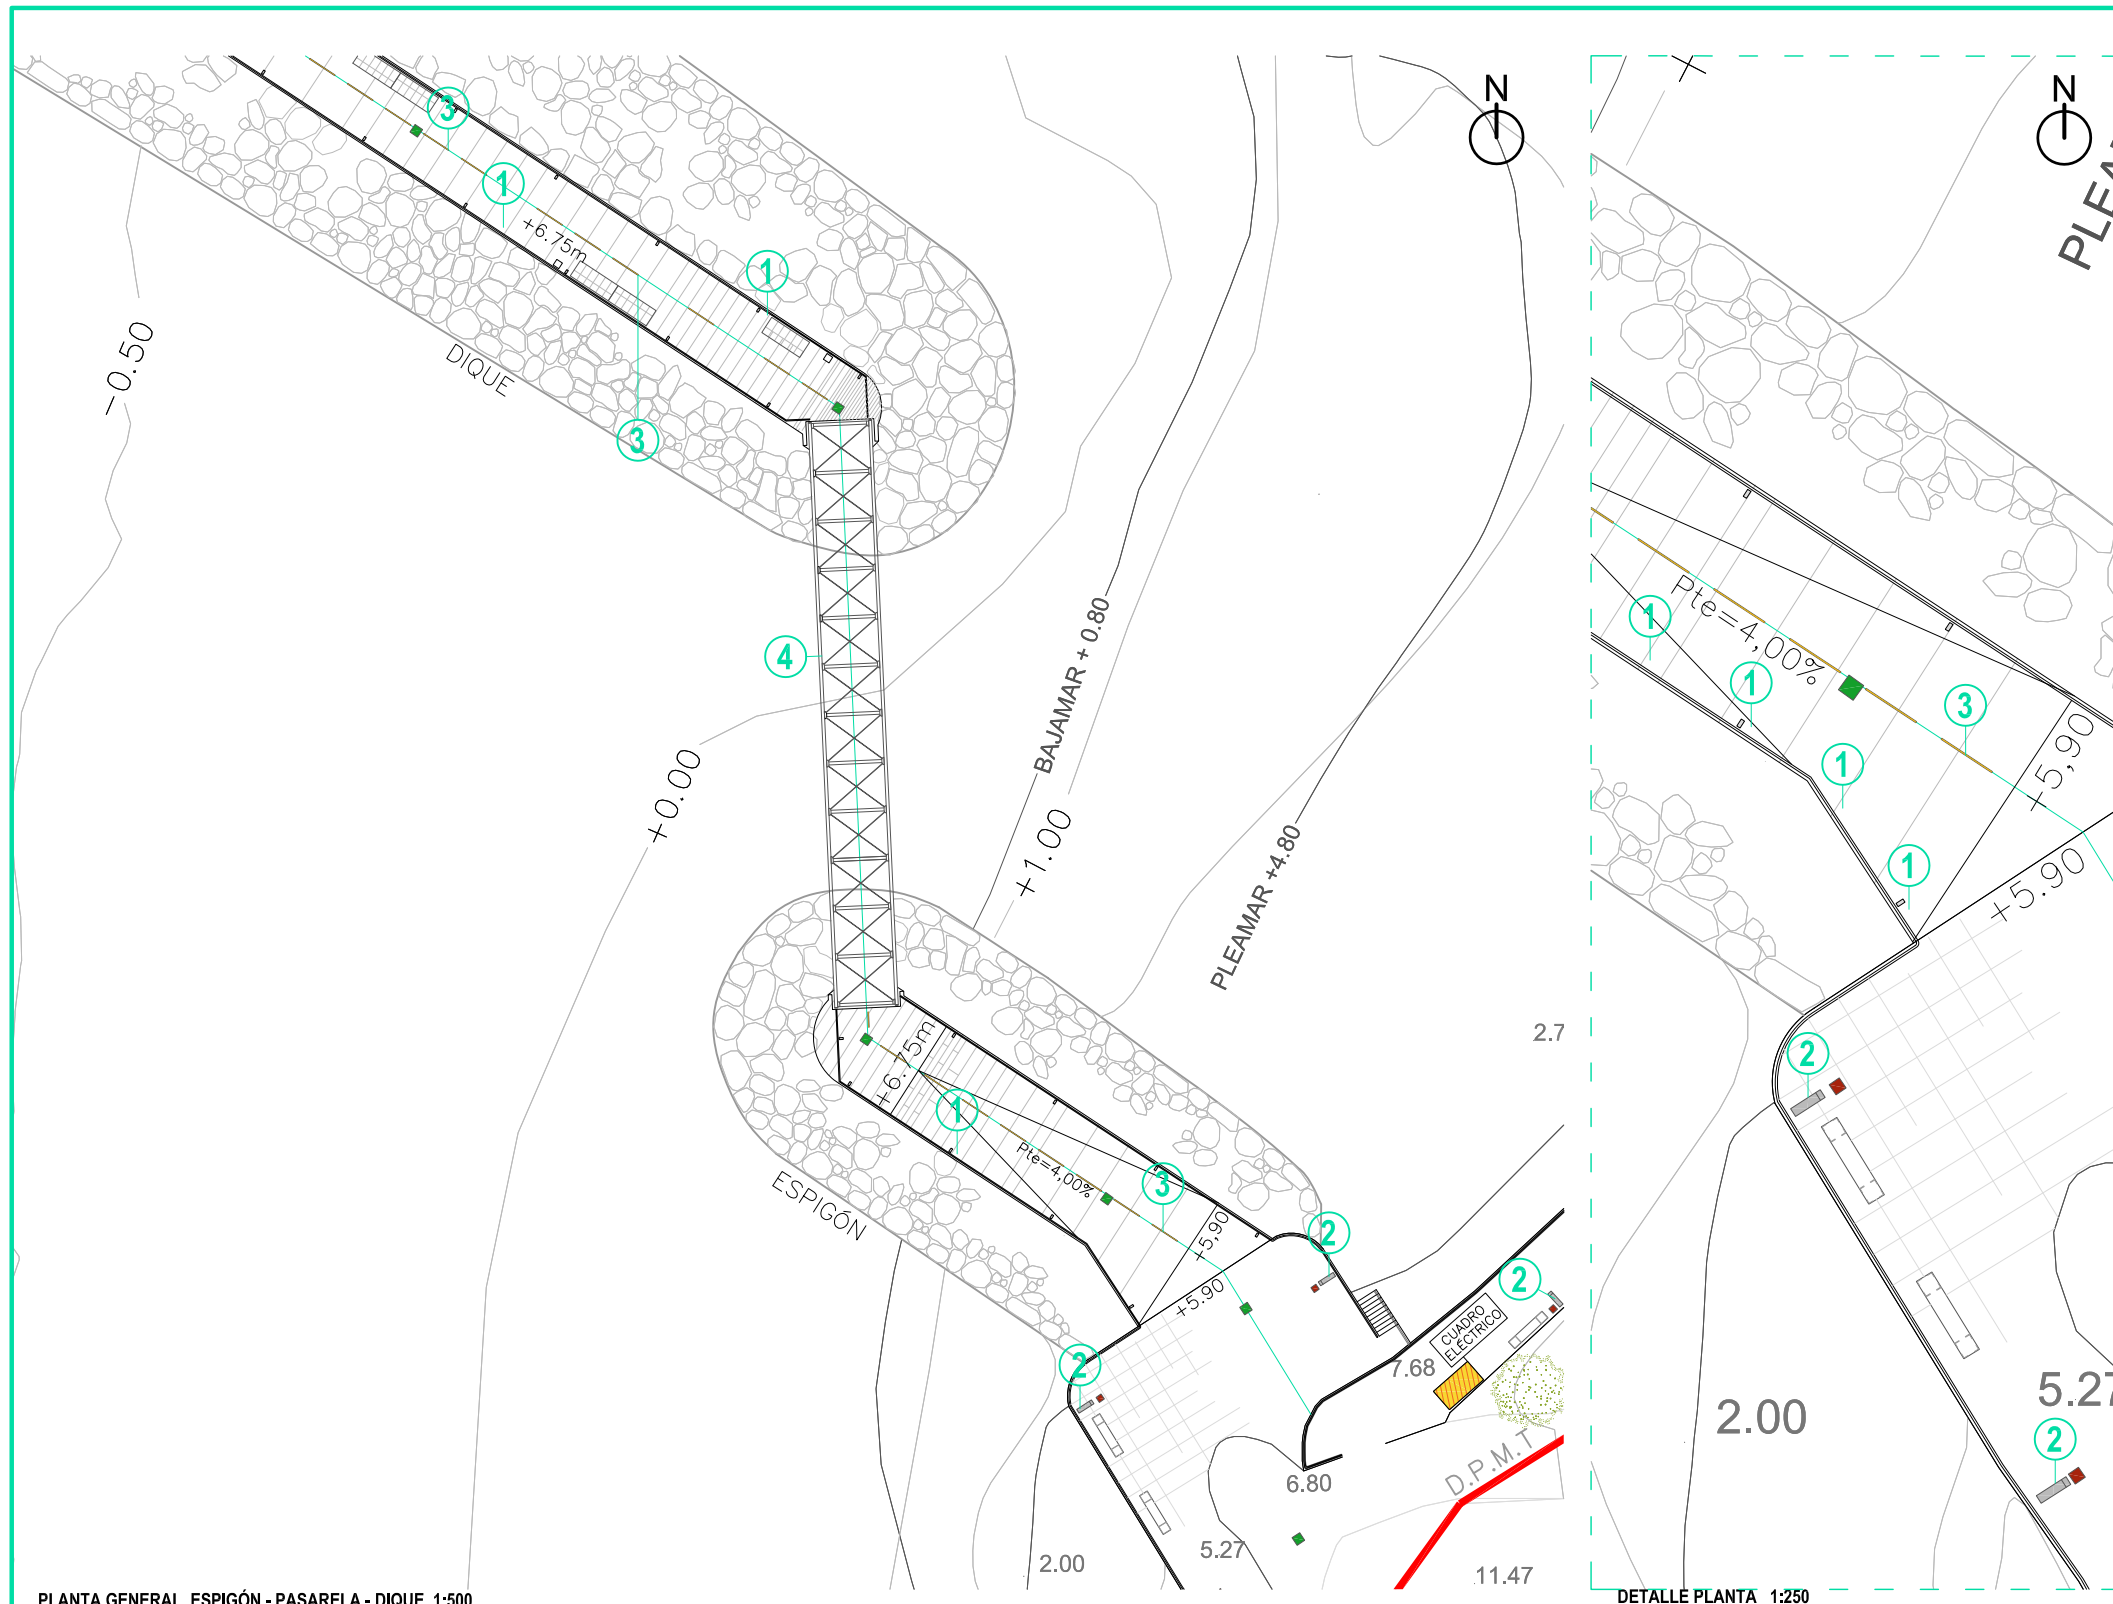 N
3
1
+6.75m
1
-0.50
DIQUE
3
BAJAMAR + 0.80
4
+0.00
+1.00
PLEAMAR +4.80
2.7
+6.75m
1
Pte=4,00%
3
ESPIGÓN
+5,90
2
+5.90
2
CUADRO
ELÉCTRICO
7.68
2
D.P.M.T
6.80
5.27
2.00
11.47
PLANTA GENERAL ESPIGÓN - PASARELA - DIQUE 1:500
N
Pte=4,00%
1
1
3
1
+5,90
1
+5.90
2
2.00
5.27
2
DETALLE PLANTA 1:250